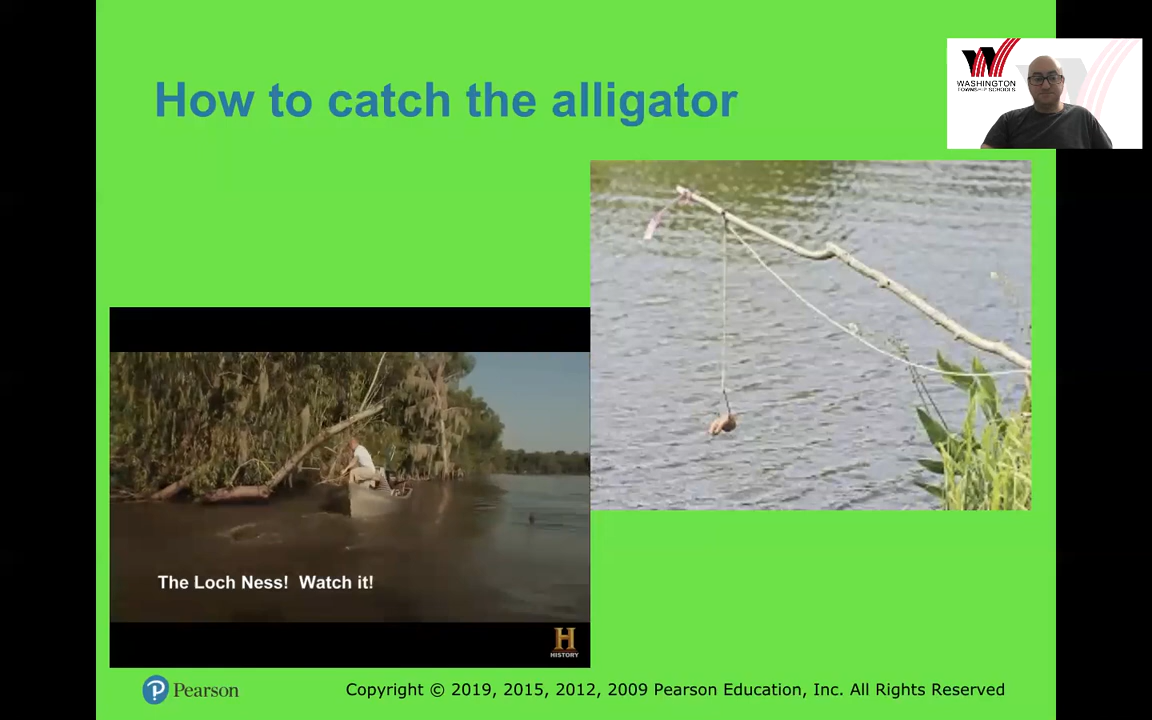 How to catch the alligator
WASHINGTON
TOWNSHIP SCHOOLS
The Loch Ness! Watch it!
H
HISTORY
Pearson
Copyright © 2019, 2015, 2012, 2009 Pearson Education, Inc. All Rights Reserved